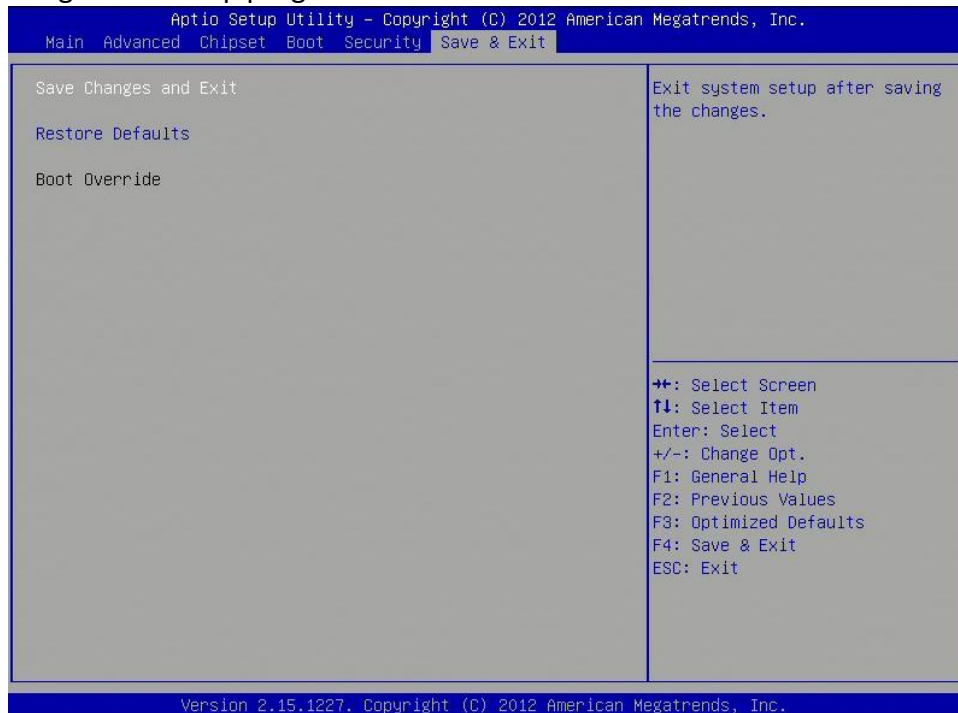 Aptio Setup Utility – Copyright (C) 2012 American Megatrends, Inc.
Main Advanced Chipset Boot Security Save & Exit
Save Changes and Exit
Restore Defaults
Boot Override
Exit system setup after saving
the changes.
→←: Select Screen
↑↓: Select Item
Enter: Select
+/-: Change Opt.
F1: General Help
F2: Previous Values
F3: Optimized Defaults
F4: Save & Exit
ESC: Exit
Version 2.15.1227. Copyright (C) 2012 American Megatrends, Inc.